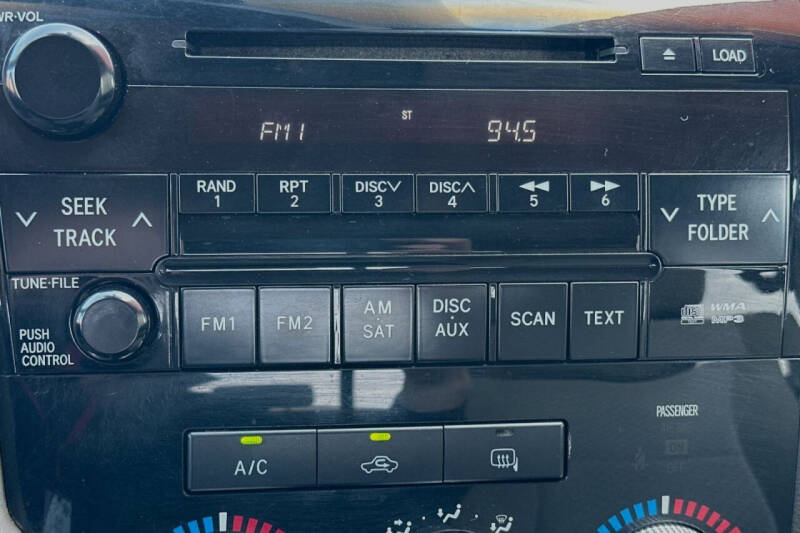 PWR·VOL
LOAD
ST
FM1 94.5
SEEK
TRACK
RAND
1
RPT
2
DISC
3
DISC
4
5
6
TYPE
FOLDER
TUNE·FILE
PUSH
AUDIO
CONTROL
FM1
FM2
AM
SAT
DISC
AUX
SCAN
TEXT
WMA
MP3
PASSENGER
A/C